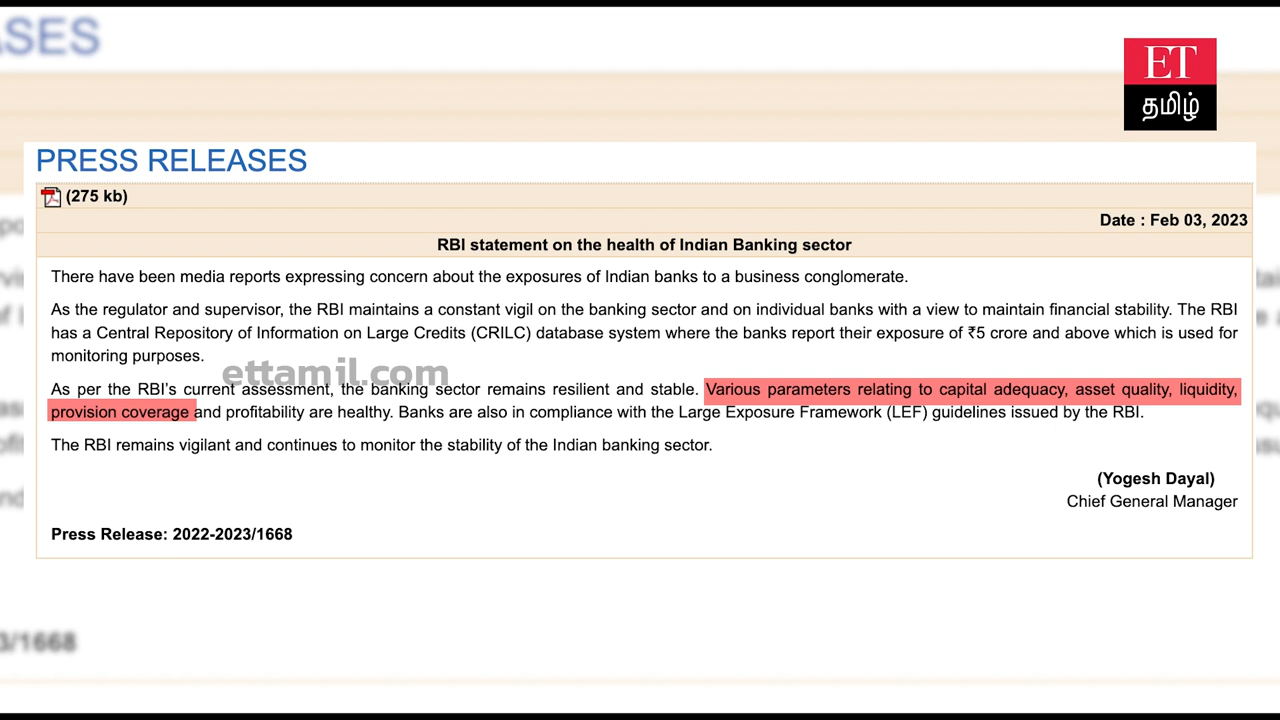 ASES
ET
தமிழ்
PRESS RELEASES
(275 kb)
Date : Feb 03, 2023
RBI statement on the health of Indian Banking sector
There have been media reports expressing concern about the exposures of Indian banks to a business conglomerate.
As the regulator and supervisor, the RBI maintains a constant vigil on the banking sector and on individual banks with a view to maintain financial stability. The RBI
has a Central Repository of Information on Large Credits (CRILC) database system where the banks report their exposure of ₹5 crore and above which is used for
monitoring purposes.
ettamil.com
As per the RBI's current assessment, the banking sector remains resilient and stable. Various parameters relating to capital adequacy, asset quality, liquidity,
provision coverage and profitability are healthy. Banks are also in compliance with the Large Exposure Framework (LEF) guidelines issued by the RBI.
The RBI remains vigilant and continues to monitor the stability of the Indian banking sector.
(Yogesh Dayal)
Chief General Manager
Press Release: 2022-2023/1668
3/1668